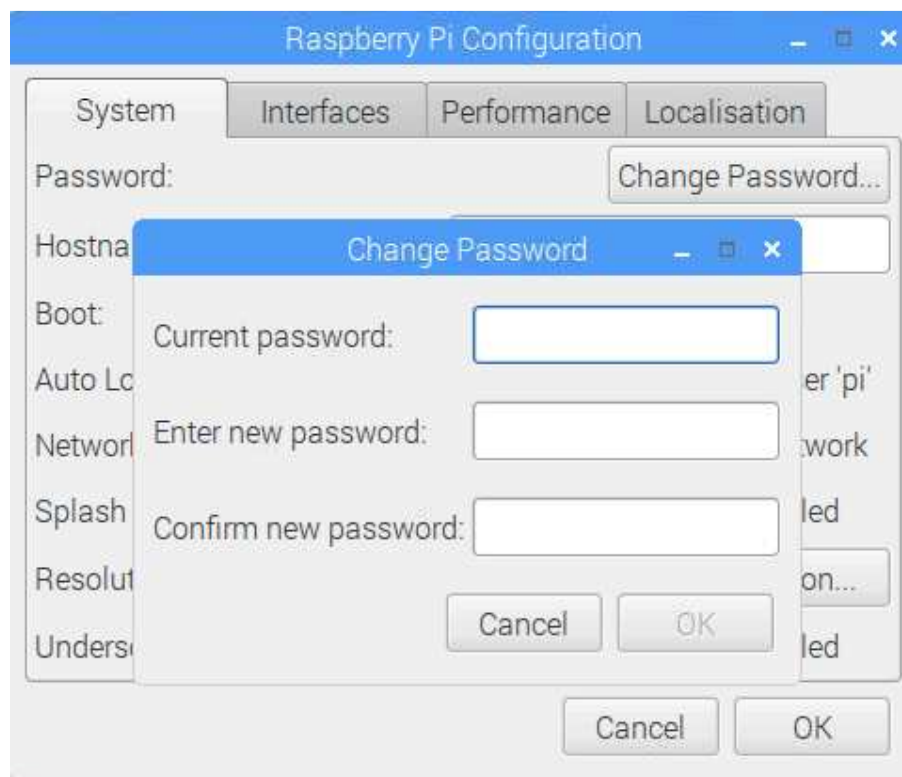 Raspberry Pi Configuration
System Interfaces Performance Localisation
Password: Change Password...
Hostna
Change Password
Boot:
Current password:
Auto Lo er 'pi'
Enter new password:
Networ work
Splash led
Confirm new password:
Resolut on...
Cancel OK
Unders led
Cancel OK